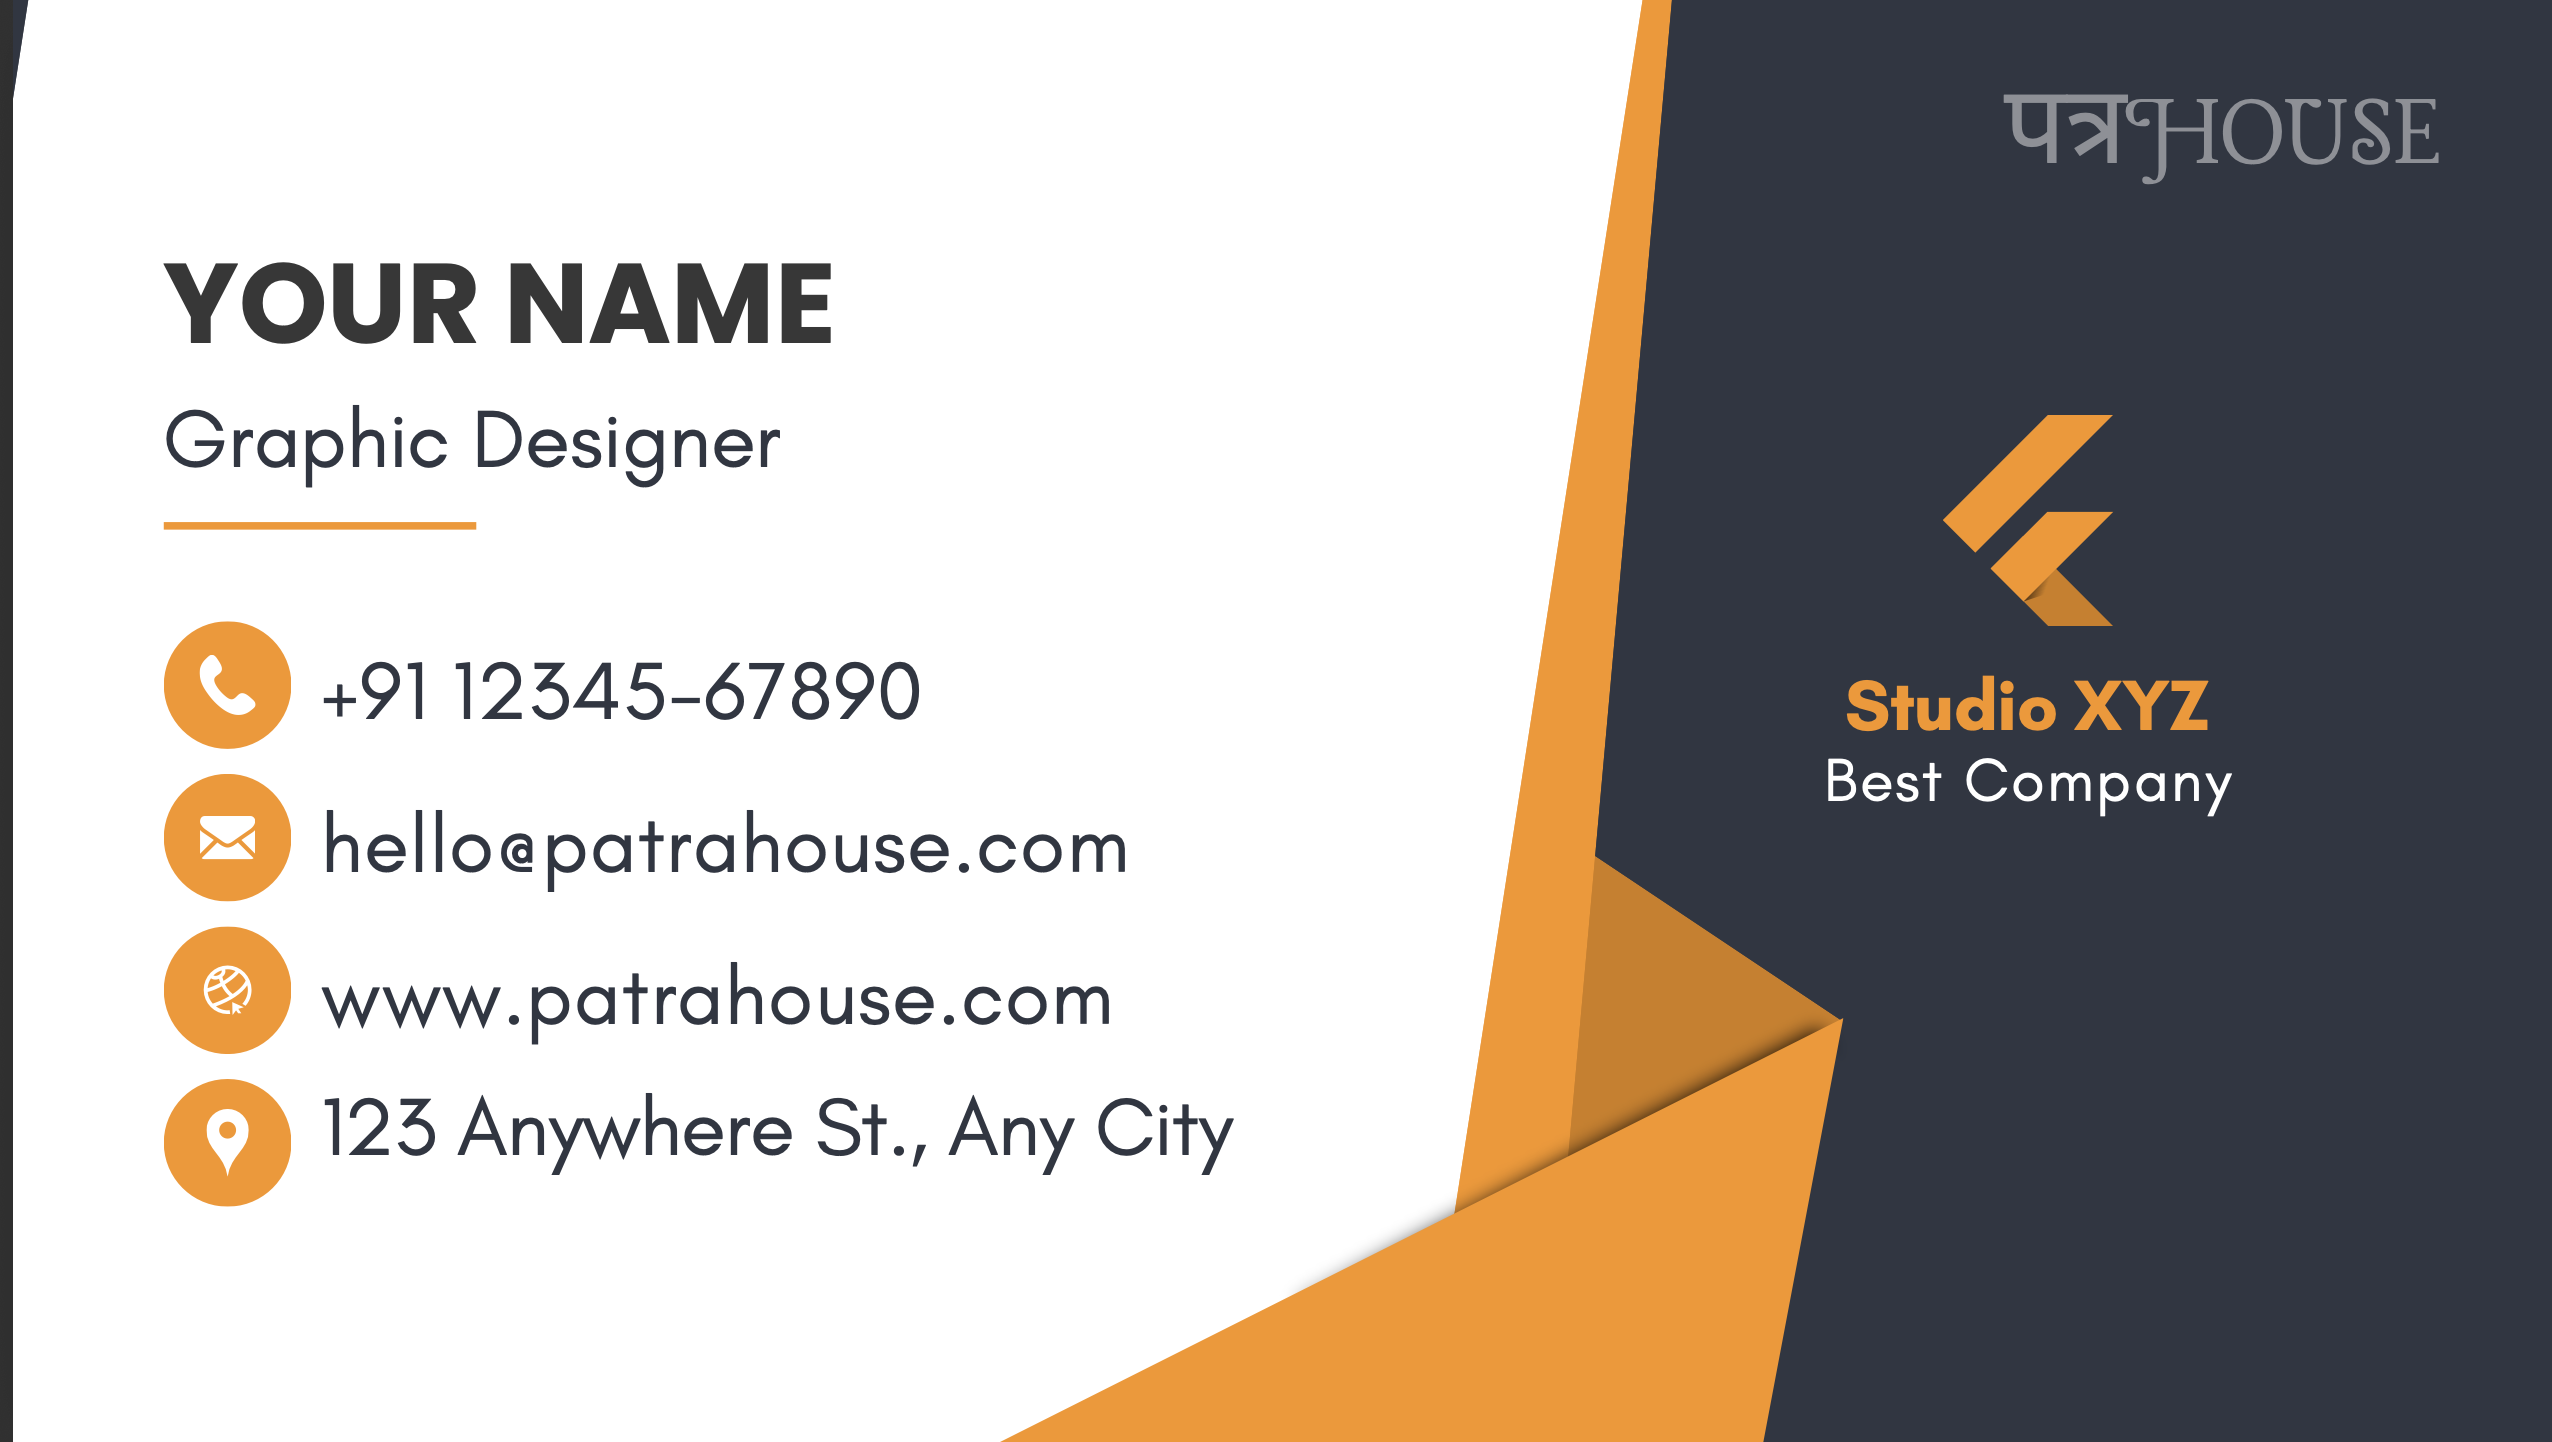 YOUR NAME
Graphic Designer
+91 12345-67890
hello@patrahouse.com
www.patrahouse.com
123 Anywhere St., Any City
पत्रHOUSE
Studio XYZ
Best Company